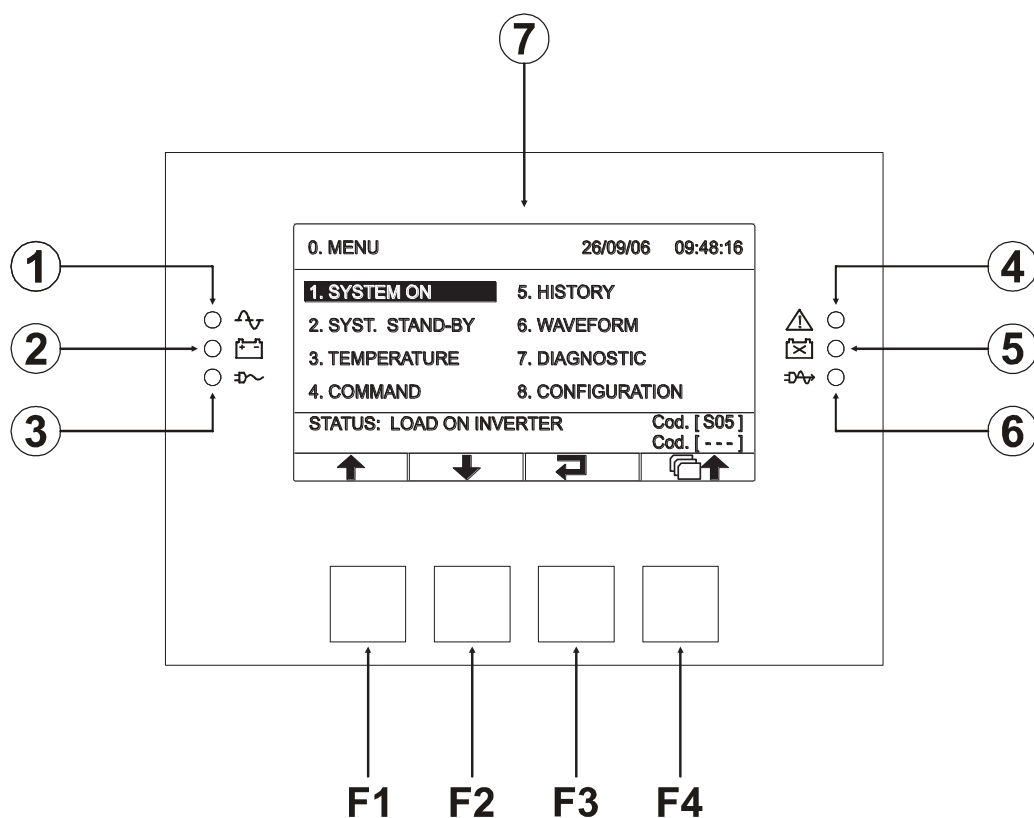 7
0. MENU 26/09/06 09:48:16
1 4
1. SYSTEM ON 5. HISTORY
2. SYST. STAND-BY 6. WAVEFORM
2 5
3. TEMPERATURE 7. DIAGNOSTIC
4. COMMAND 8. CONFIGURATION
3 6
STATUS: LOAD ON INVERTER Cod. [ S05 ]
Cod. [ - - - ]
F1 F2 F3 F4